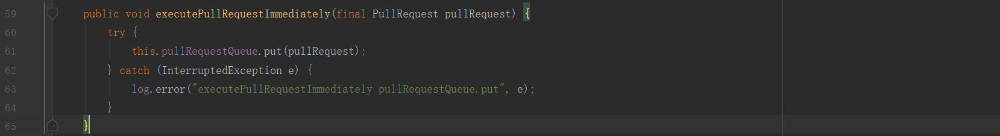 59 public void executePullRequestImmediately(final PullRequest pullRequest) {
60 try {
61 this.pullRequestQueue.put(pullRequest);
62 } catch (InterruptedException e) {
63 log.error("executePullRequestImmediately pullRequestQueue.put", e);
64 }
65 }